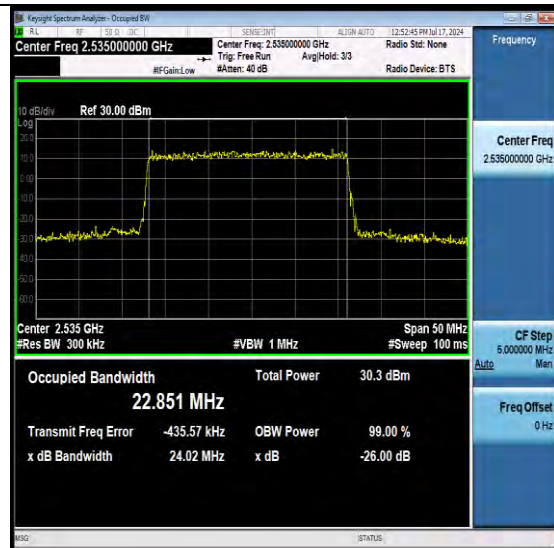 Keysight Spectrum Analyzer - Occupied BW
RL RF 50 Ω DC SENSE:INT ALIGN AUTO 12:52:45 PM Jul 17, 2024
Center Freq 2.535000000 GHz
Center Freq: 2.535000000 GHz
Radio Std: None
Trig: Free Run Avg|Hold: 3/3
#IFGain:Low #Atten: 40 dB Radio Device: BTS
10 dB/div Ref 30.00 dBm
Log
20.0
10.0
0.00
-10.0
-20.0
-30.0
-40.0
-50.0
-60.0
Center 2.535 GHz Span 50 MHz
#Res BW 300 kHz #VBW 1 MHz #Sweep 100 ms
Occupied Bandwidth Total Power 30.3 dBm
22.851 MHz
Transmit Freq Error -435.57 kHz OBW Power 99.00 %
x dB Bandwidth 24.02 MHz x dB -26.00 dB
MSG STATUS
Frequency
Center Freq
2.535000000 GHz
CF Step
5.000000 MHz
Auto Man
Freq Offset
0 Hz